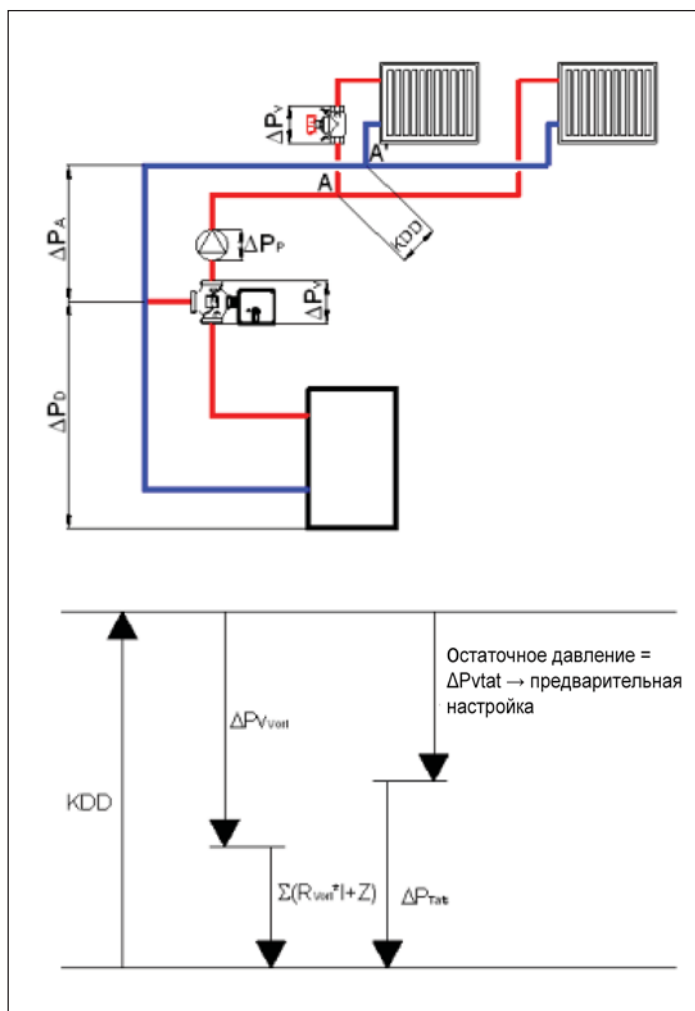 ΔPv
A'
A
KDD
ΔPA
ΔPP
ΔPv
ΔPD
Остаточное давление =
ΔPvtat → предварительная
настройка
ΔPVVorl
KDD
Σ(RVorl*l+Z)
ΔPTat